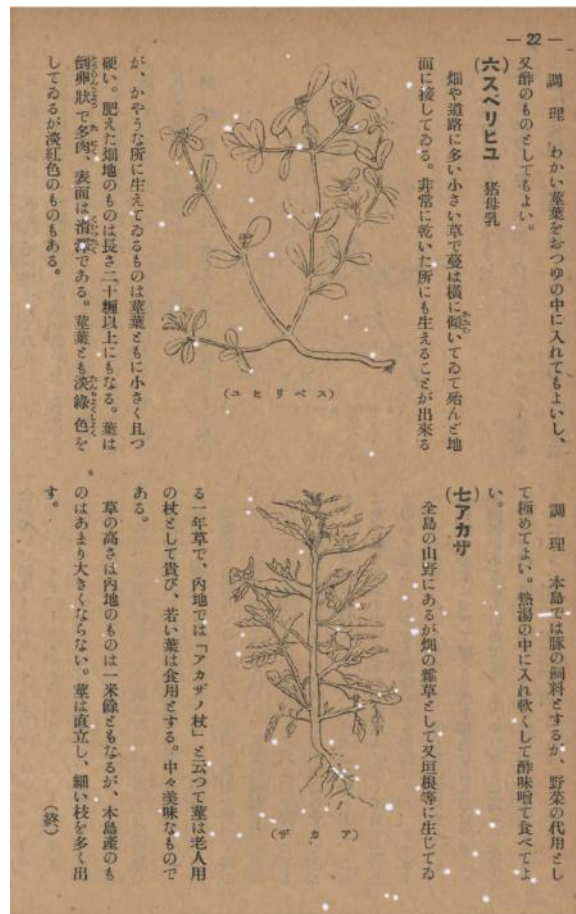 — 22 —
調理　わかい莖葉をおつゆの中に入れてもよいし、
又酢のものとしてもよい。
(六)スベリヒユ　猪母乳
畑や道路に多い小さい草で蔓は横に傾いてゐて殆んど地
面に接してゐる。非常に乾いた所にも生えることが出來る
(スベリヒユ)
が、かやうな所に生えてゐるものは莖葉ともに小さく且つ
硬い。肥えた畑地のものは長さ二十糎以上にもなる。葉は
倒卵狀で多肉、表面は滑澤である。莖葉とも淡綠色を
してゐるが淡紅色のものもある。
調理　本島では豚の飼料とするが、野菜の代用とし
て極めてよい。熱湯の中に入れ軟くして酢味噌で食べてよ
い。
(七)アカザ
全島の山野にあるが畑の雜草として又垣根等に生じてゐ
(アカザ)
る一年草で、內地では「アカザノ杖」と云つて莖は老人用
の杖として貴び、若い葉は食用とする。中々美味なもので
ある。
草の高さは內地のものは一米餘ともなるが、本島產のも
のはあまり大きくならない。莖は直立し、細い枝を多く出
す。
(終)